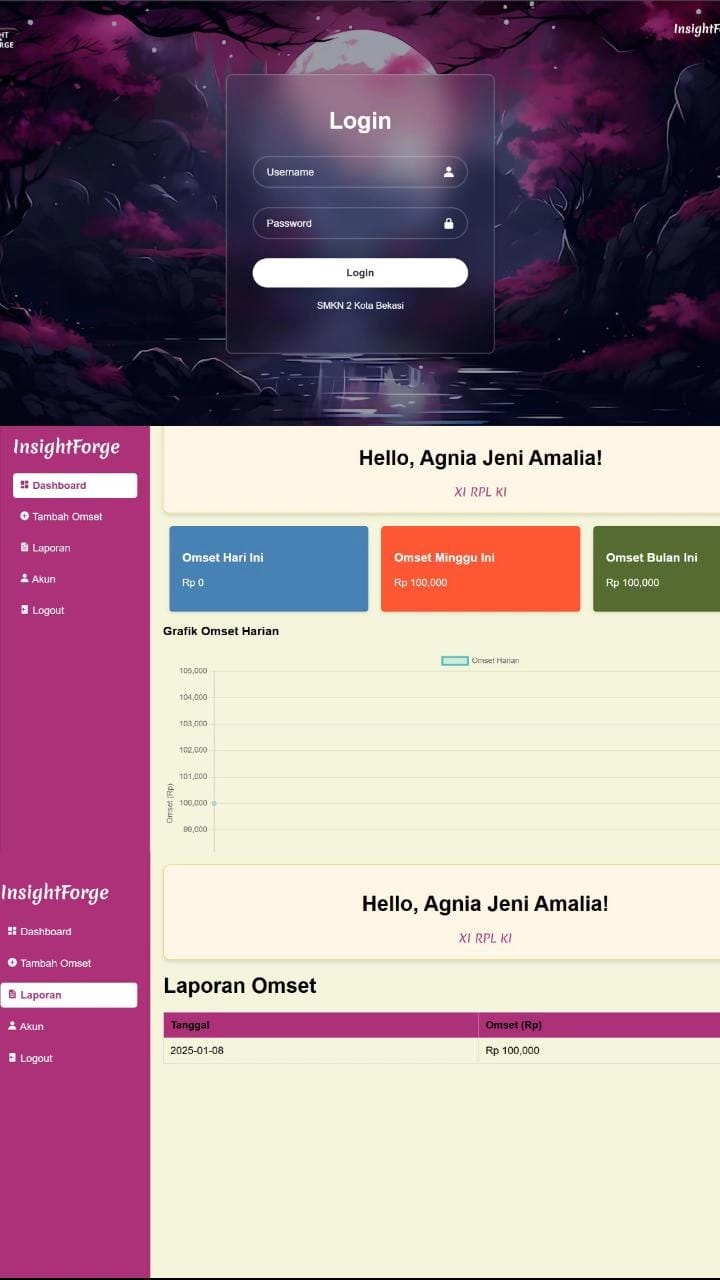 HT
RGE
InsightF
Login
Username
Password
Login
SMKN 2 Kota Bekasi
InsightForge
Dashboard
Tambah Omset
Laporan
Akun
Logout
Hello, Agnia Jeni Amalia!
XI RPL KI
Omset Hari Ini
Rp 0
Omset Minggu Ini
Rp 100,000
Omset Bulan Ini
Rp 100,000
Grafik Omset Harian
Omset Harian
105,000
104,000
103,000
102,000
101,000
100,000
99,000
Omset (Rp)
InsightForge
Dashboard
Tambah Omset
Laporan
Akun
Logout
Hello, Agnia Jeni Amalia!
XI RPL KI
Laporan Omset
Tanggal Omset (Rp)
2025-01-08 Rp 100,000